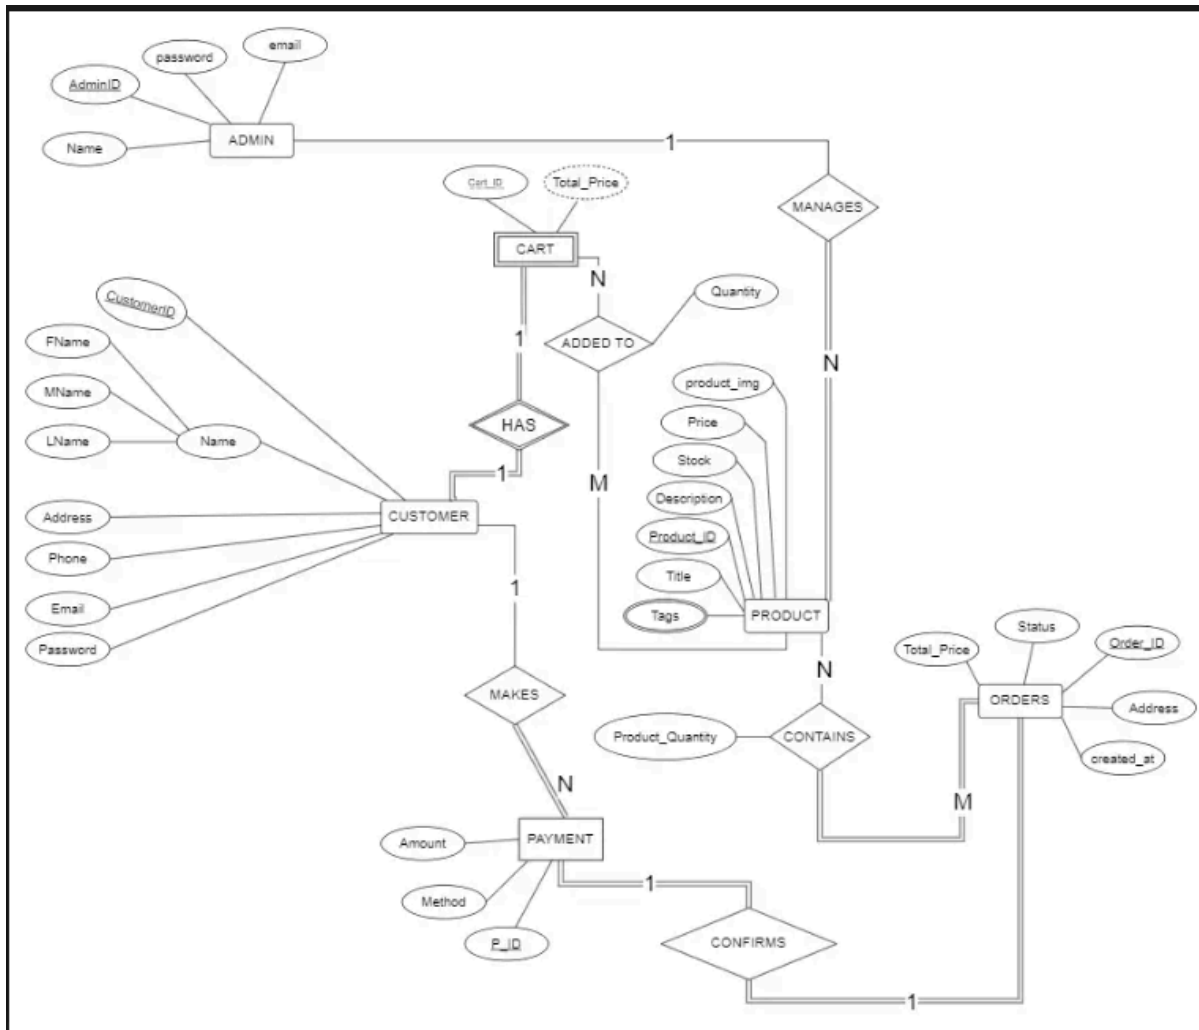 email
password
AdminID
ADMIN
Name
1
Cart_ID
Total_Price
MANAGES
CART
N
Quantity
CustomerID
1
ADDED TO
FName
N
product_img
MName
Price
HAS
LName
Name
Stock
1
M
Description
Address
CUSTOMER
Product_ID
Phone
Title
1
Email
Tags
PRODUCT
Status
Password
Total_Price
Order_ID
N
MAKES
ORDERS
Address
Product_Quantity
CONTAINS
created_at
N
M
Amount
PAYMENT
1
Method
P_ID
CONFIRMS
1